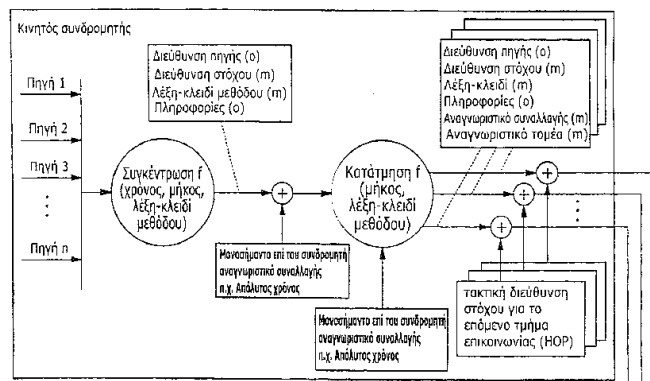 Κινητός συνδρομητής
Πηγή 1
Πηγή 2
Πηγή 3
Πηγή n
Συγκέντρωση f
(χρόνος, μήκος,
λέξη-κλειδί
μεθόδου)
Διεύθυνση πηγής (o)
Διεύθυνση στόχου (m)
Λέξη-κλειδί μεθόδου (m)
Πληροφορίες (o)
Μονοσήμαντο επί του συνδρομητή
αναγνωριστικό συναλλαγής
π.χ. Απόλυτος χρόνος
Κατάτμηση f
(μήκος,
λέξη-κλειδί
μεθόδου)
Μονοσήμαντο επί του συνδρομητή
αναγνωριστικό συναλλαγής
π.χ. Απόλυτος χρόνος
Διεύθυνση πηγής (o)
Διεύθυνση στόχου (m)
Λέξη-κλειδί (m)
Πληροφορίες (o)
Αναγνωριστικό συναλλαγής (m)
Αναγνωριστικό τομέα (m)
τακτική διεύθυνση
στόχου για το
επόμενο τμήμα
επικοινωνίας (HOP)